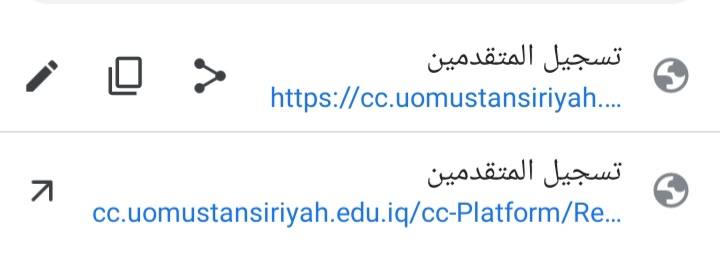 تسجيل المتقدمين
https://cc.uomustansiriyah....
تسجيل المتقدمين
cc.uomustansiriyah.edu.iq/cc-Platform/Re...